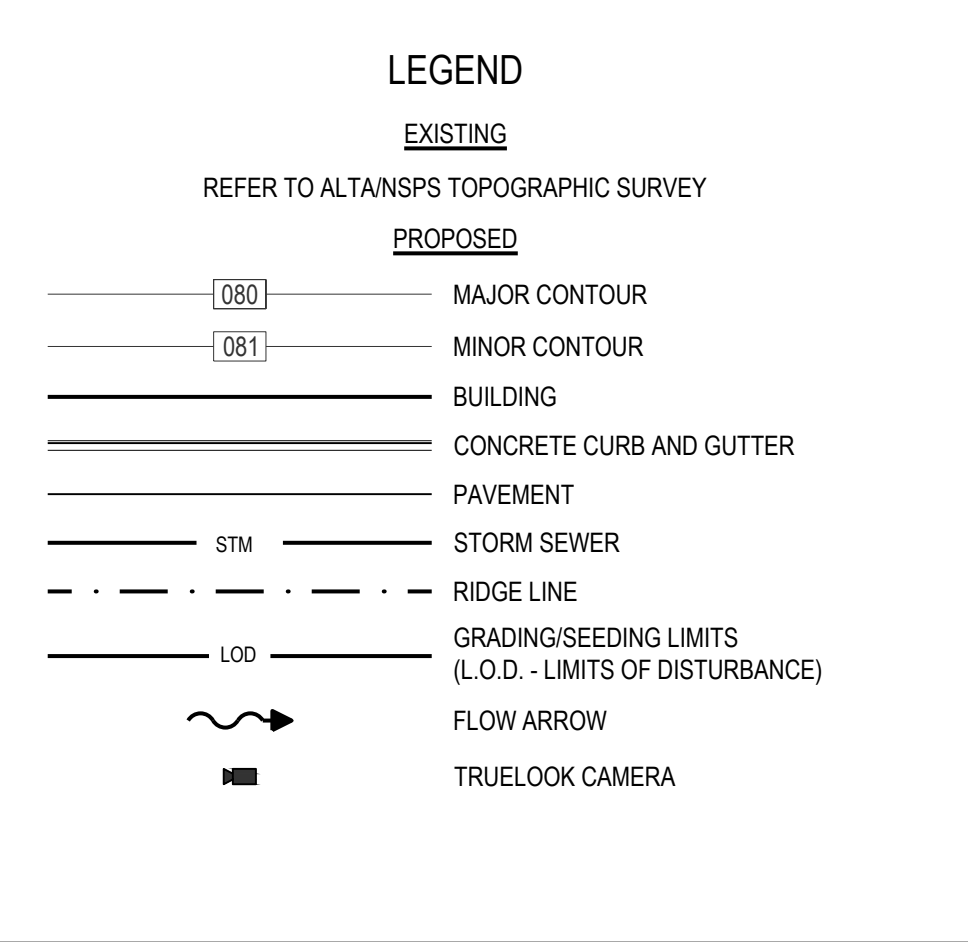 LEGEND
EXISTING
REFER TO ALTA/NSPS TOPOGRAPHIC SURVEY
PROPOSED
080 MAJOR CONTOUR
081 MINOR CONTOUR
BUILDING
CONCRETE CURB AND GUTTER
PAVEMENT
STM STORM SEWER
RIDGE LINE
LOD GRADING/SEEDING LIMITS
(L.O.D. - LIMITS OF DISTURBANCE)
FLOW ARROW
TRUELOOK CAMERA